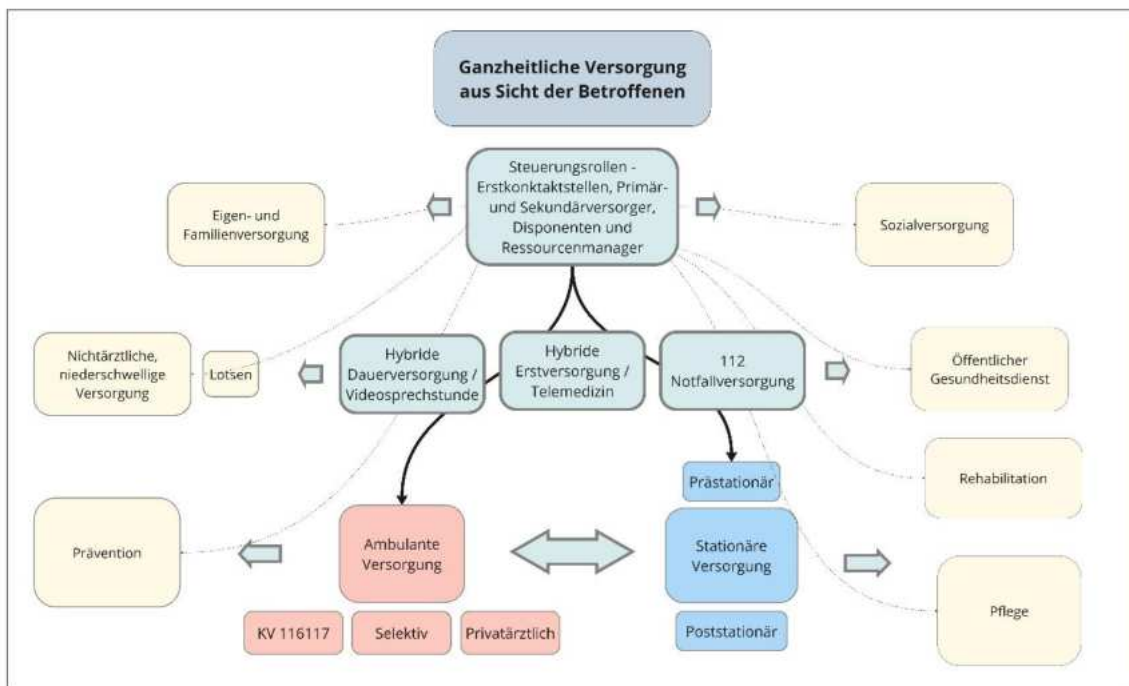 Ganzheitliche Versorgung
aus Sicht der Betroffenen
Steuerungsrollen -
Erstkonktaktstellen, Primär-
und Sekundärversorger,
Disponenten und
Ressourcenmanager
Eigen- und
Familienversorgung
Sozialversorgung
Nichtärztliche,
niederschwellige
Versorgung
Lotsen
Hybride
Dauerversorgung /
Videosprechstunde
Hybride
Erstversorgung /
Telemedizin
112
Notfallversorgung
Öffentlicher
Gesundheitsdienst
Rehabilitation
Prästationär
Prävention
Ambulante
Versorgung
Stationäre
Versorgung
Pflege
KV 116117
Selektiv
Privatärztlich
Poststationär